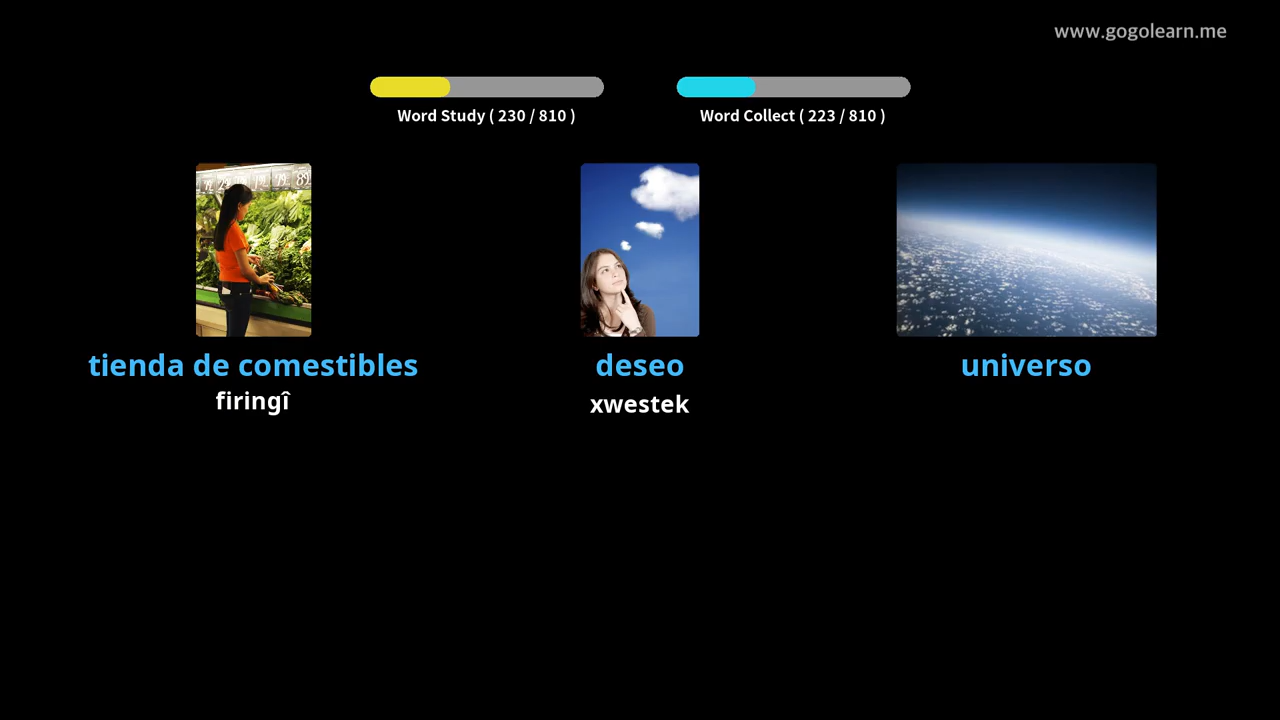 www.gogolearn.me
Word Study ( 230 / 810 )
Word Collect ( 223 / 810 )
tienda de comestibles
firingî
deseo
xwestek
universo